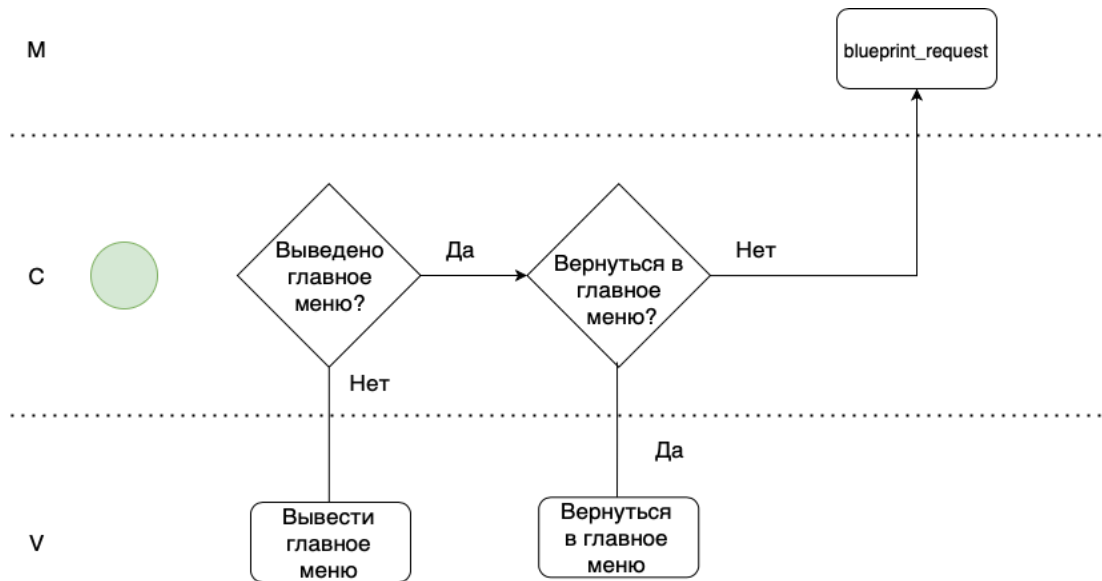 M
blueprint_request
C
Выведено
главное
меню?
Да
Вернуться в
главное
меню?
Нет
Нет
Да
V
Вывести
главное
меню
Вернуться
в главное
меню